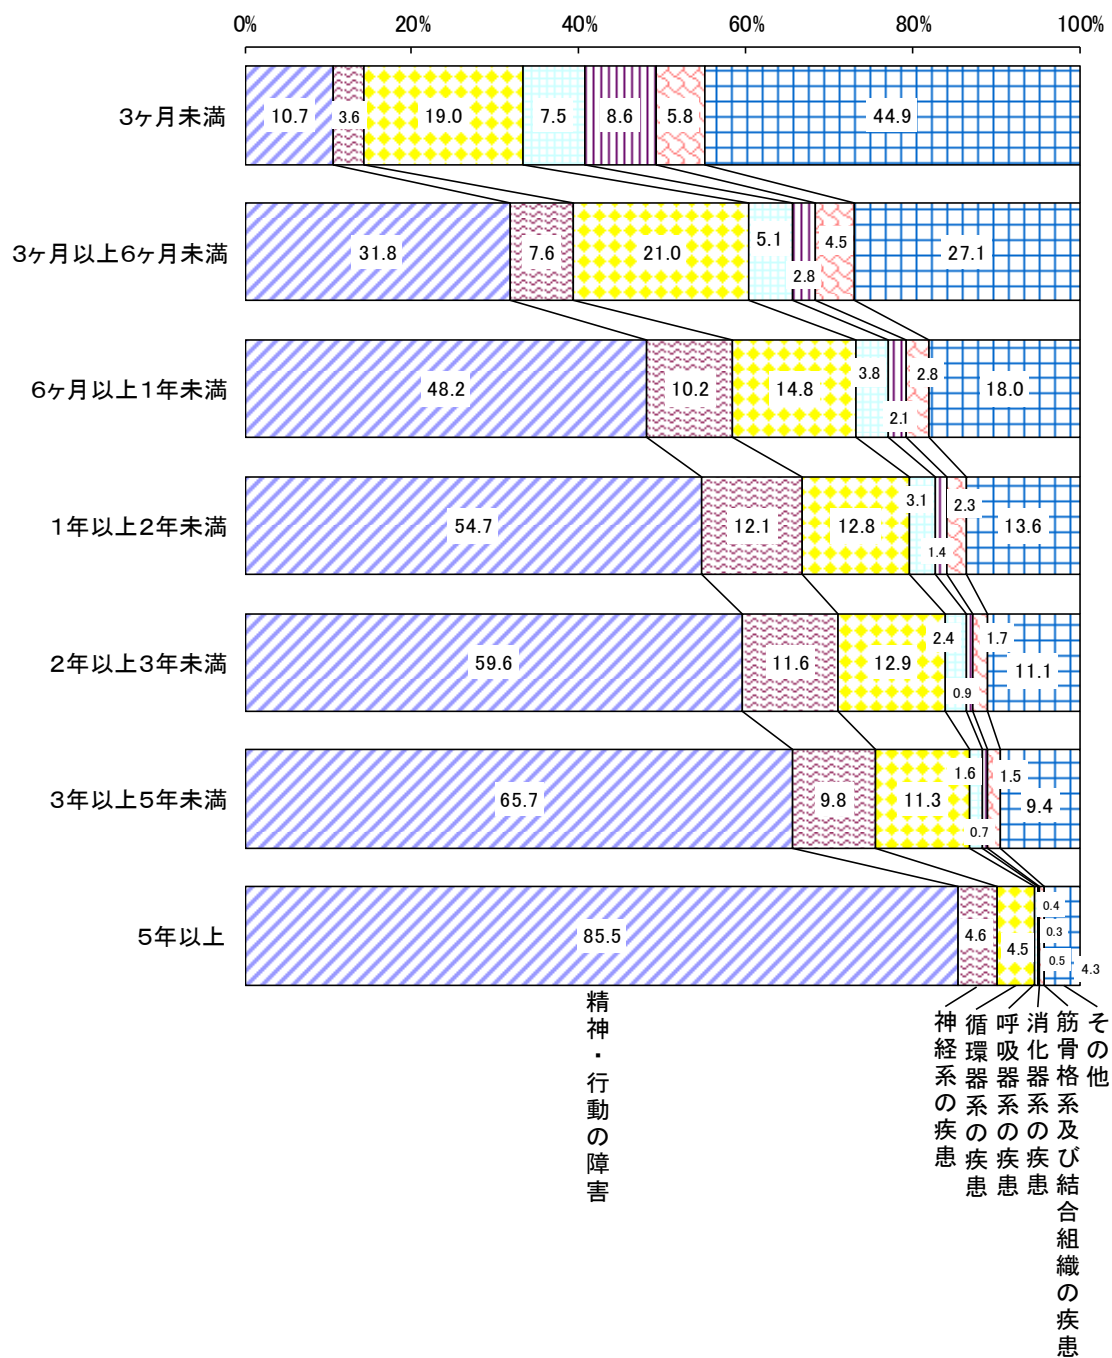 0% 20% 40% 60% 80% 100%
3ヶ月未満 10.7 3.6 19.0 7.5 8.6 5.8 44.9
3ヶ月以上6ヶ月未満 31.8 7.6 21.0 5.1 2.8 4.5 27.1
6ヶ月以上1年未満 48.2 10.2 14.8 3.8 2.1 2.8 18.0
1年以上2年未満 54.7 12.1 12.8 3.1 1.4 2.3 13.6
2年以上3年未満 59.6 11.6 12.9 2.4 0.9 1.7 11.1
3年以上5年未満 65.7 9.8 11.3 1.6 0.7 1.5 9.4
5年以上 85.5 4.6 4.5 0.4 0.3 0.5 4.3
精神・行動の障害
神経系の疾患
循環器系の疾患
呼吸器系の疾患
消化器系の疾患
筋骨格系及び結合組織の疾患
その他